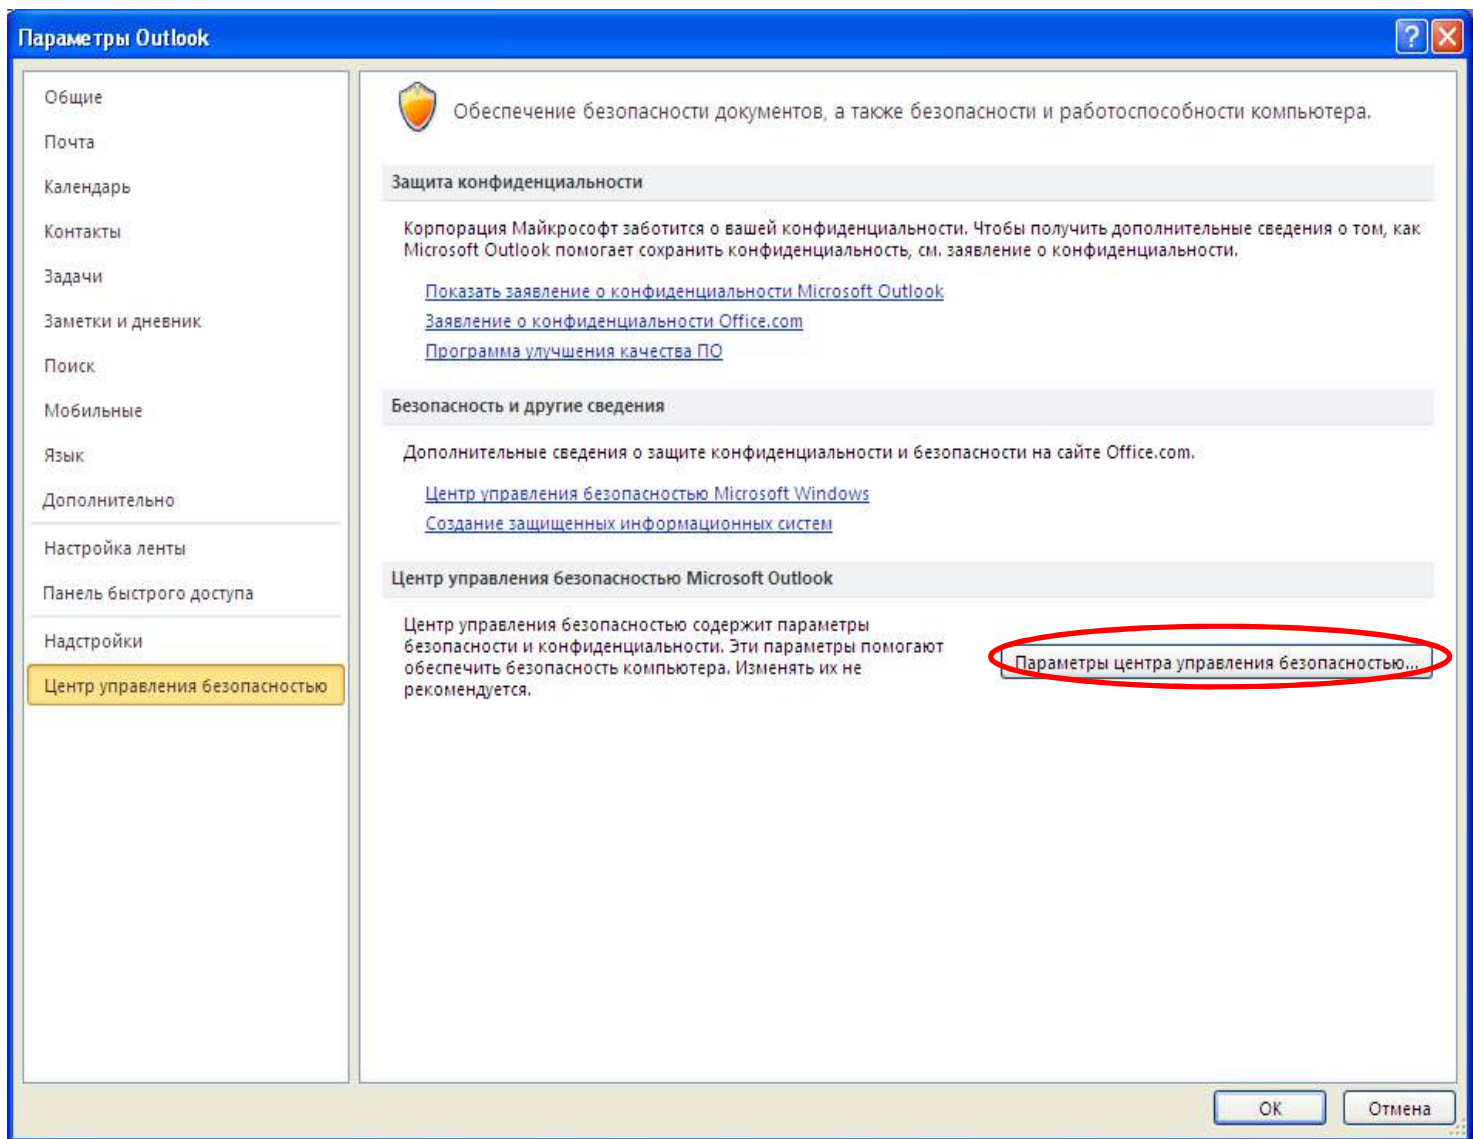 Параметры Outlook
Общие
Почта
Календарь
Контакты
Задачи
Заметки и дневник
Поиск
Мобильные
Язык
Дополнительно
Настройка ленты
Панель быстрого доступа
Надстройки
Центр управления безопасностью
Обеспечение безопасности документов, а также безопасности и работоспособности компьютера.
Защита конфиденциальности
Корпорация Майкрософт заботится о вашей конфиденциальности. Чтобы получить дополнительные сведения о том, как
Microsoft Outlook помогает сохранить конфиденциальность, см. заявление о конфиденциальности.
Показать заявление о конфиденциальности Microsoft Outlook
Заявление о конфиденциальности Office.com
Программа улучшения качества ПО
Безопасность и другие сведения
Дополнительные сведения о защите конфиденциальности и безопасности на сайте Office.com.
Центр управления безопасностью Microsoft Windows
Создание защищенных информационных систем
Центр управления безопасностью Microsoft Outlook
Центр управления безопасностью содержит параметры
безопасности и конфиденциальности. Эти параметры помогают
обеспечить безопасность компьютера. Изменять их не
рекомендуется.
Параметры центра управления безопасностью...
ОК
Отмена